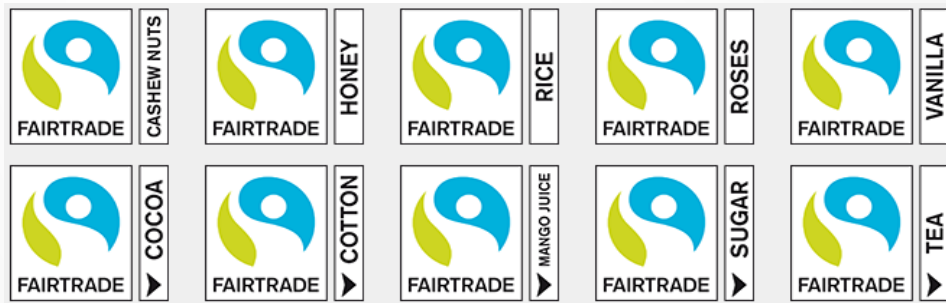 FAIRTRADE
CASHEW NUTS
FAIRTRADE
HONEY
FAIRTRADE
RICE
FAIRTRADE
ROSES
FAIRTRADE
VANILLA
FAIRTRADE
COCOA
FAIRTRADE
COTTON
FAIRTRADE
MANGO JUICE
FAIRTRADE
SUGAR
FAIRTRADE
TEA